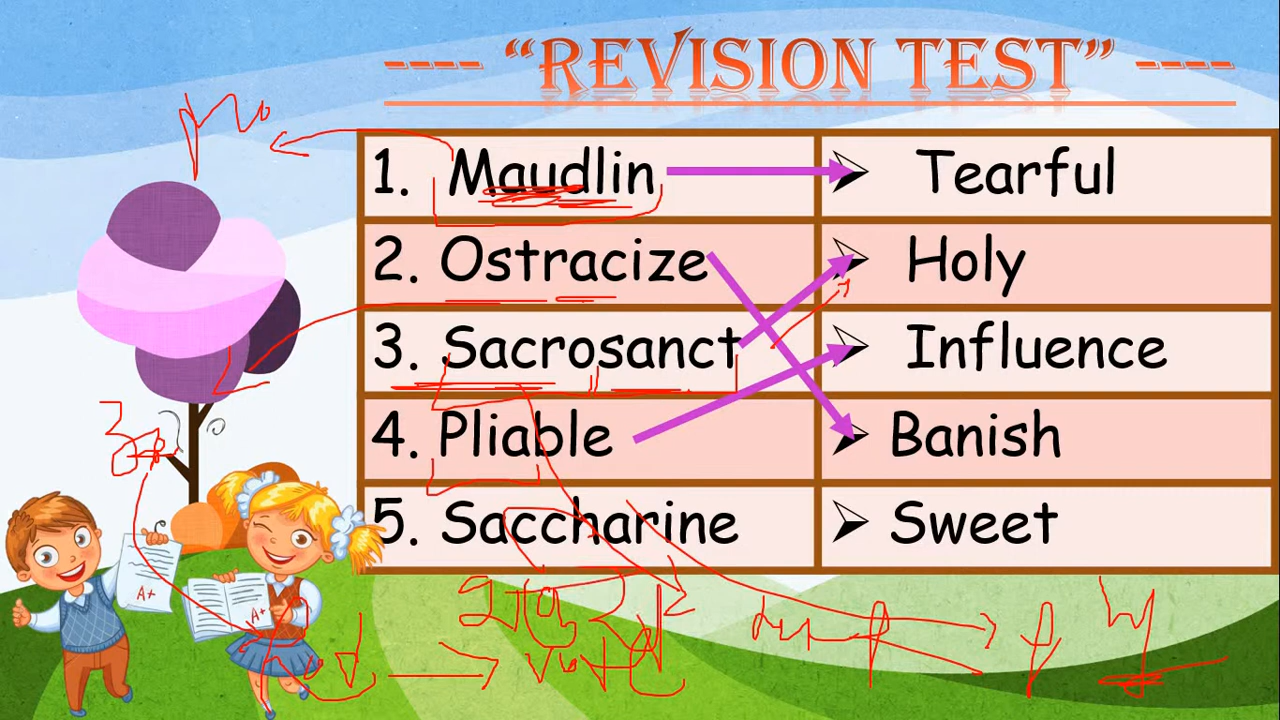 ---- “REVISION TEST” ----
1. Maudlin ➢ Tearful
2. Ostracize ➢ Holy
3. Sacrosanct ➢ Influence
4. Pliable ➢ Banish
5. Saccharine ➢ Sweet
A+
A+